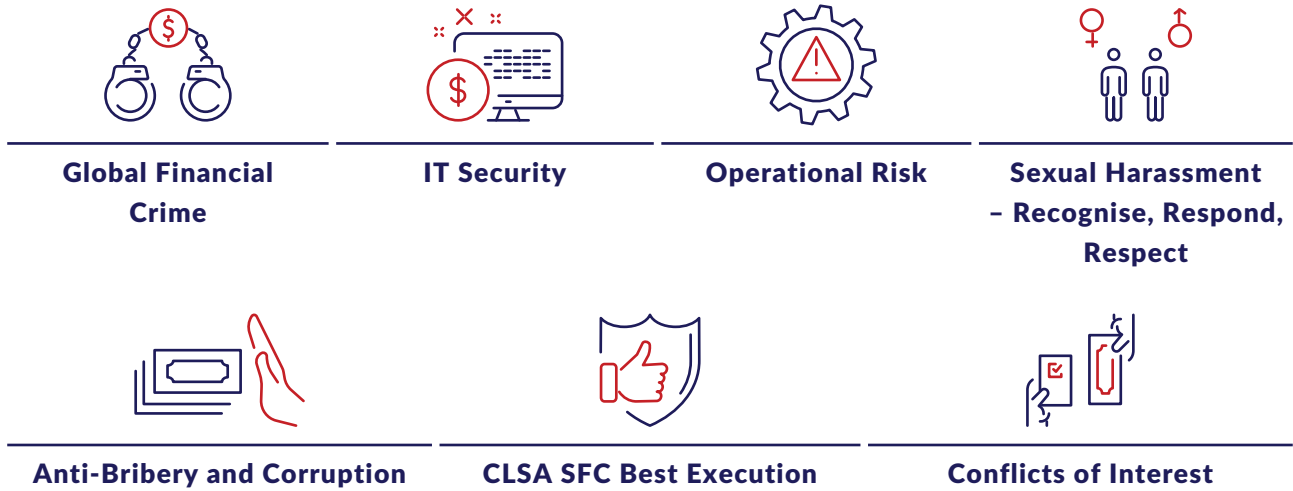 Global Financial
Crime
IT Security
Operational Risk
Sexual Harassment
– Recognise, Respond,
Respect
Anti-Bribery and Corruption
CLSA SFC Best Execution
Conflicts of Interest